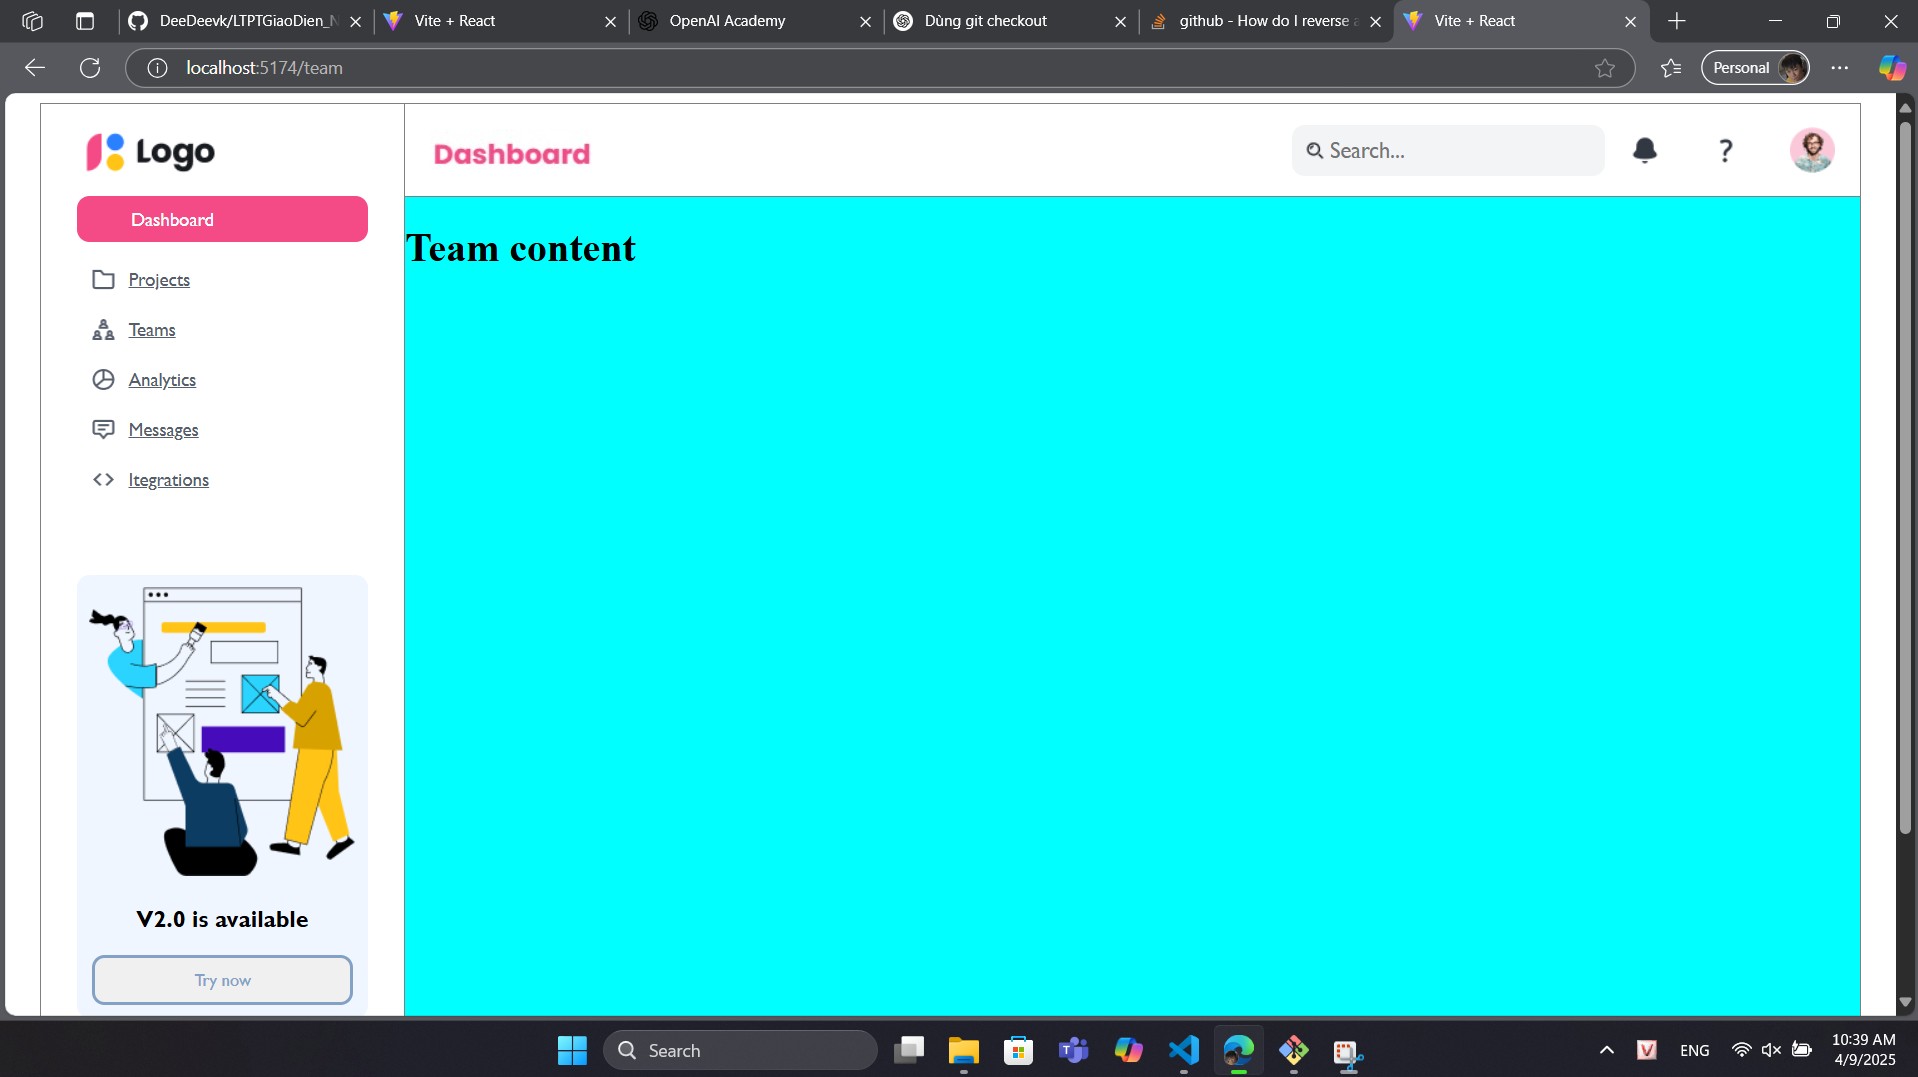 DeeDeevk/LTPTGiaoDien_N
Vite + React
OpenAI Academy
Dùng git checkout
github - How do I reverse a
Vite + React
localhost:5174/team
Personal
Logo
Dashboard
Search...
?
Dashboard
Team content
Projects
Teams
Analytics
Messages
Itegrations
V2.0 is available
Try now
Search
ENG
10:39 AM
4/9/2025